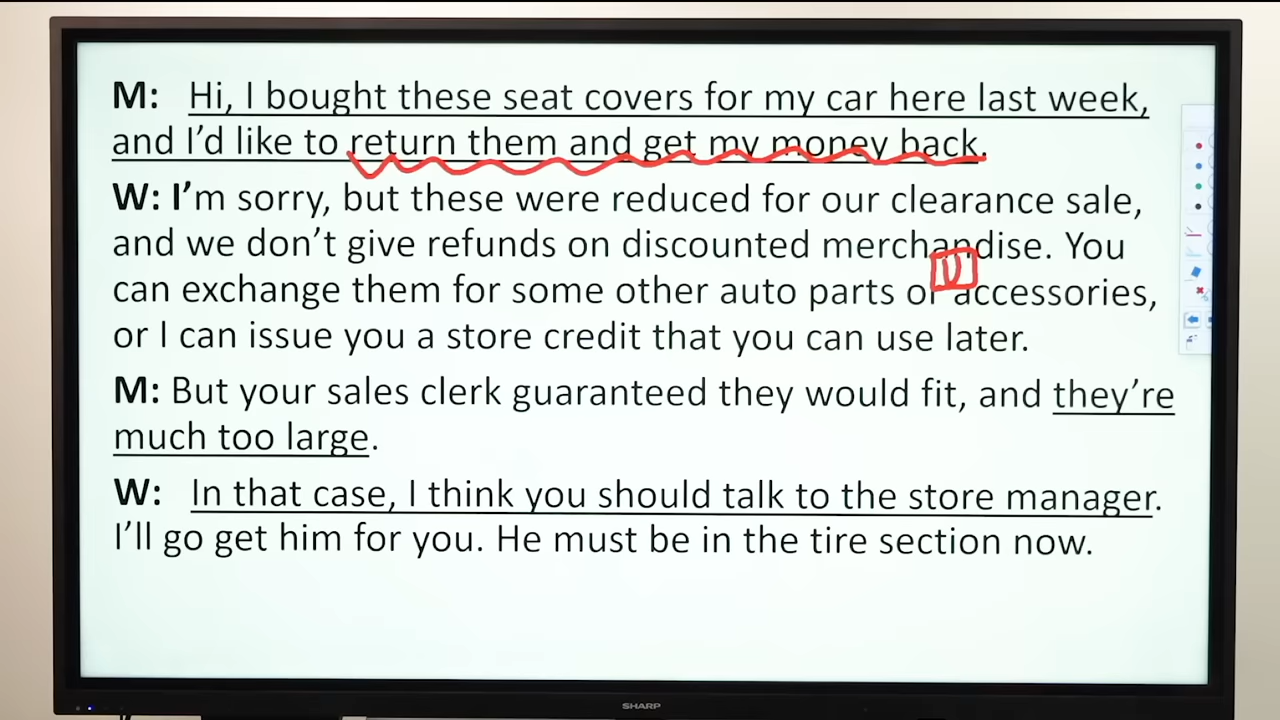 M: Hi, I bought these seat covers for my car here last week,
and I'd like to return them and get my money back.
W: I'm sorry, but these were reduced for our clearance sale,
and we don't give refunds on discounted merchandise. You
can exchange them for some other auto parts or accessories,
or I can issue you a store credit that you can use later.
M: But your sales clerk guaranteed they would fit, and they're
much too large.
W: In that case, I think you should talk to the store manager.
I'll go get him for you. He must be in the tire section now.
SHARP